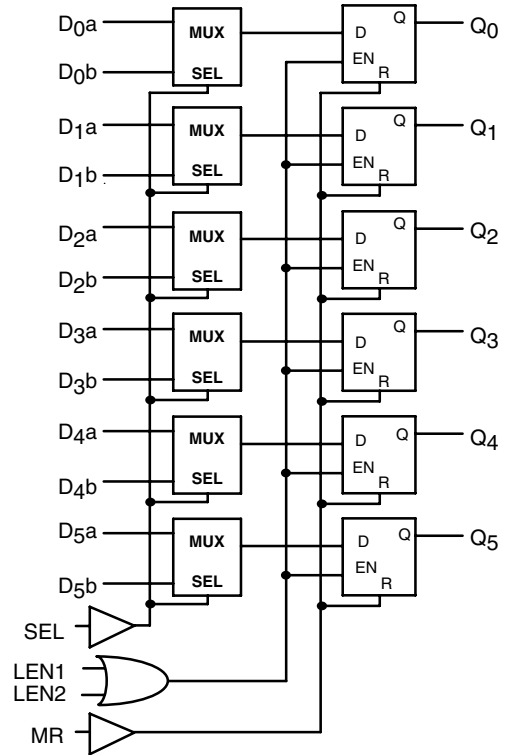 D0a MUX Q Q0
D
D0b SEL EN
R
D1a MUX Q Q1
D
D1b SEL EN
R
D2a MUX Q Q2
D
D2b SEL EN
R
D3a MUX Q Q3
D
D3b SEL EN
R
D4a MUX Q Q4
D
D4b SEL EN
R
D5a MUX Q Q5
D
D5b SEL EN
R
SEL
LEN1
LEN2
MR